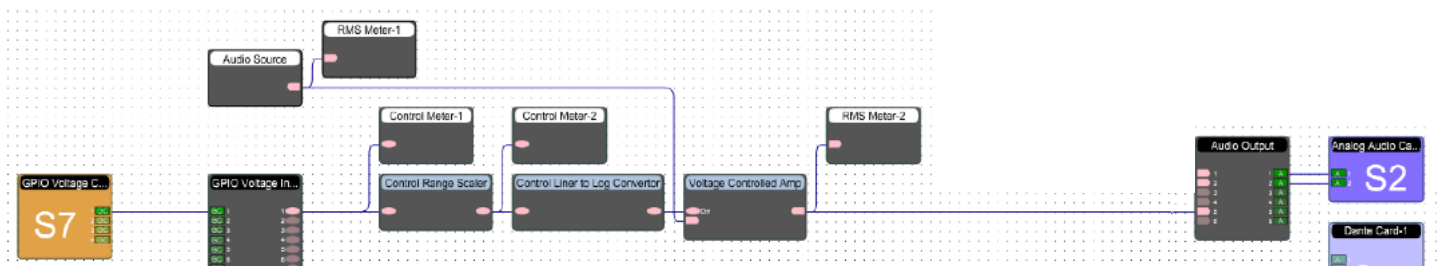 RMS Meter-1
Audio Source
Control Meter-1
Control Meter-2
RMS Meter-2
Audio Output
Analog Audio Ca...
GPIO Voltage C...
GPIO Voltage In...
Control Range Scaler
Control Liner to Log Convertor
Voltage Controlled Amp
S7
S2
Dante Card-1